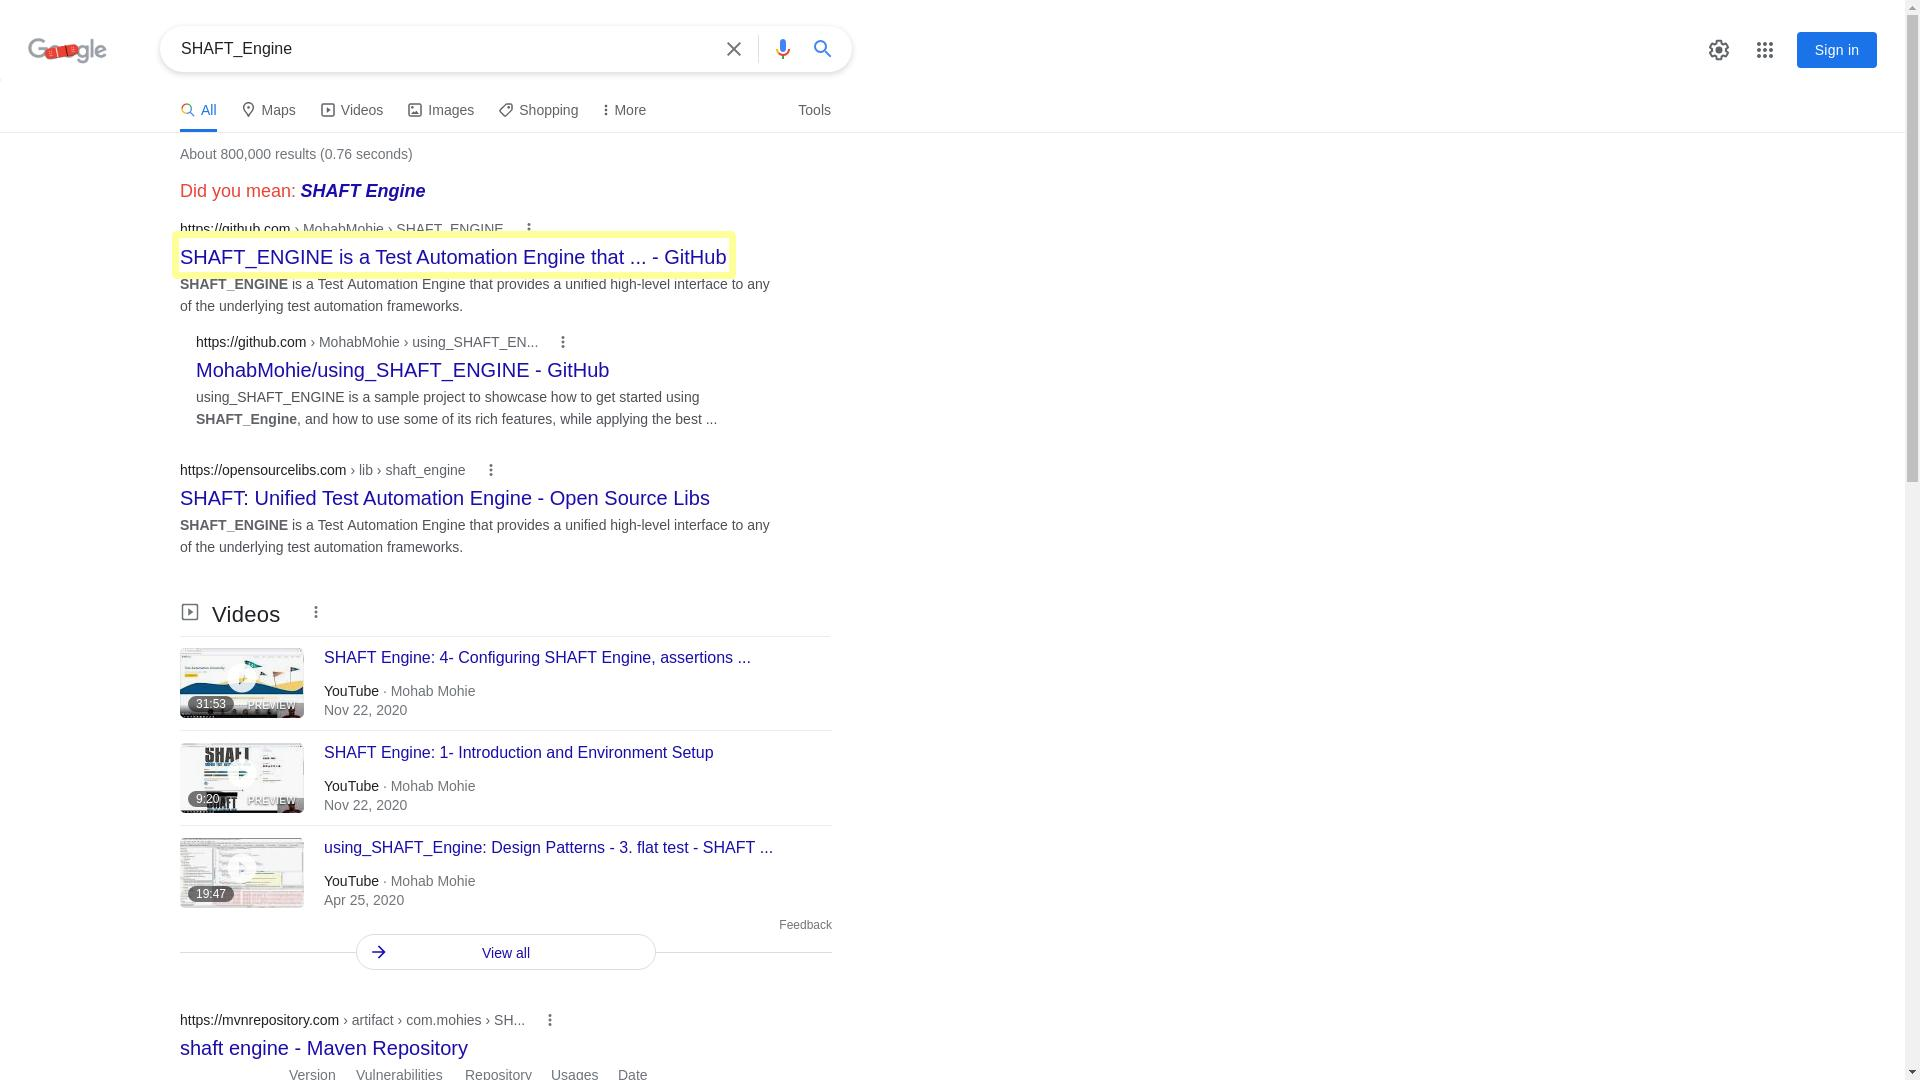 Google
SHAFT_Engine
Sign in
All
Maps
Videos
Images
Shopping
More
Tools
About 800,000 results (0.76 seconds)
Did you mean: SHAFT Engine
https://github.com › MohabMohie › SHAFT_ENGINE
SHAFT_ENGINE is a Test Automation Engine that ... - GitHub
SHAFT_ENGINE is a Test Automation Engine that provides a unified high-level interface to any
of the underlying test automation frameworks.
https://github.com › MohabMohie › using_SHAFT_EN...
MohabMohie/using_SHAFT_ENGINE - GitHub
using_SHAFT_ENGINE is a sample project to showcase how to get started using
SHAFT_Engine, and how to use some of its rich features, while applying the best ...
https://opensourcelibs.com › lib › shaft_engine
SHAFT: Unified Test Automation Engine - Open Source Libs
SHAFT_ENGINE is a Test Automation Engine that provides a unified high-level interface to any
of the underlying test automation frameworks.
Videos
SHAFT Engine: 4- Configuring SHAFT Engine, assertions ...
31:53
PREVIEW
YouTube · Mohab Mohie
Nov 22, 2020
SHAFT
SHAFT Engine: 1- Introduction and Environment Setup
9:20
PREVIEW
SHAFT
YouTube · Mohab Mohie
Nov 22, 2020
using_SHAFT_Engine: Design Patterns - 3. flat test - SHAFT ...
19:47
YouTube · Mohab Mohie
Apr 25, 2020
Feedback
View all
https://mvnrepository.com › artifact › com.mohies › SH...
shaft engine - Maven Repository
Version Vulnerabilities Repository Usages Date